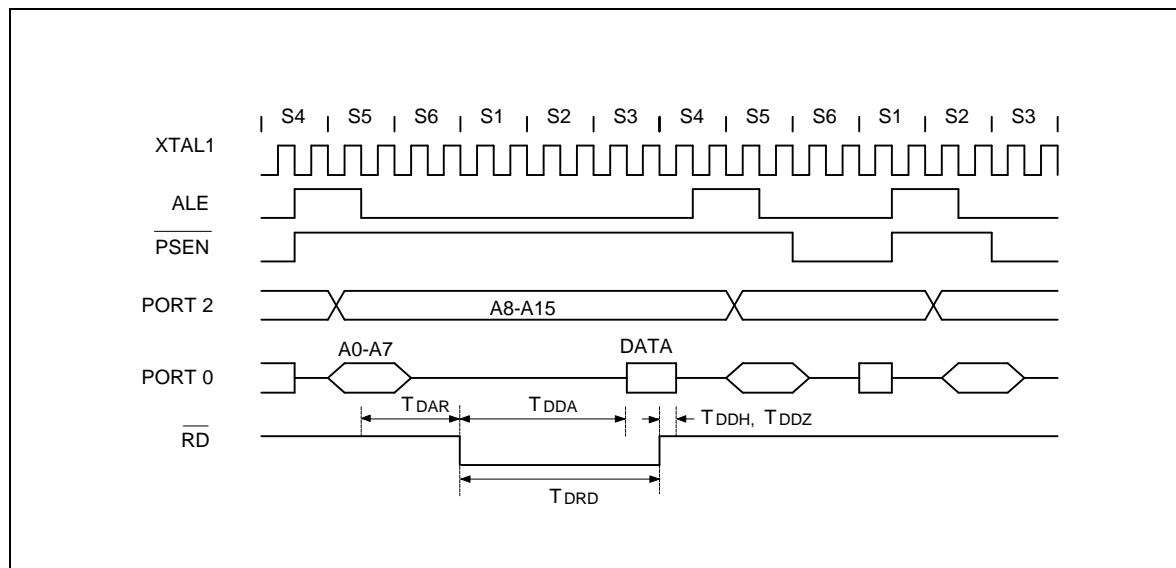 S4 S5 S6 S1 S2 S3 S4 S5 S6 S1 S2 S3
XTAL1
ALE
PSEN
PORT 2
A8-A15
A0-A7
DATA
PORT 0
TDAR
TDDA
TDDH, TDDZ
RD
TDRD